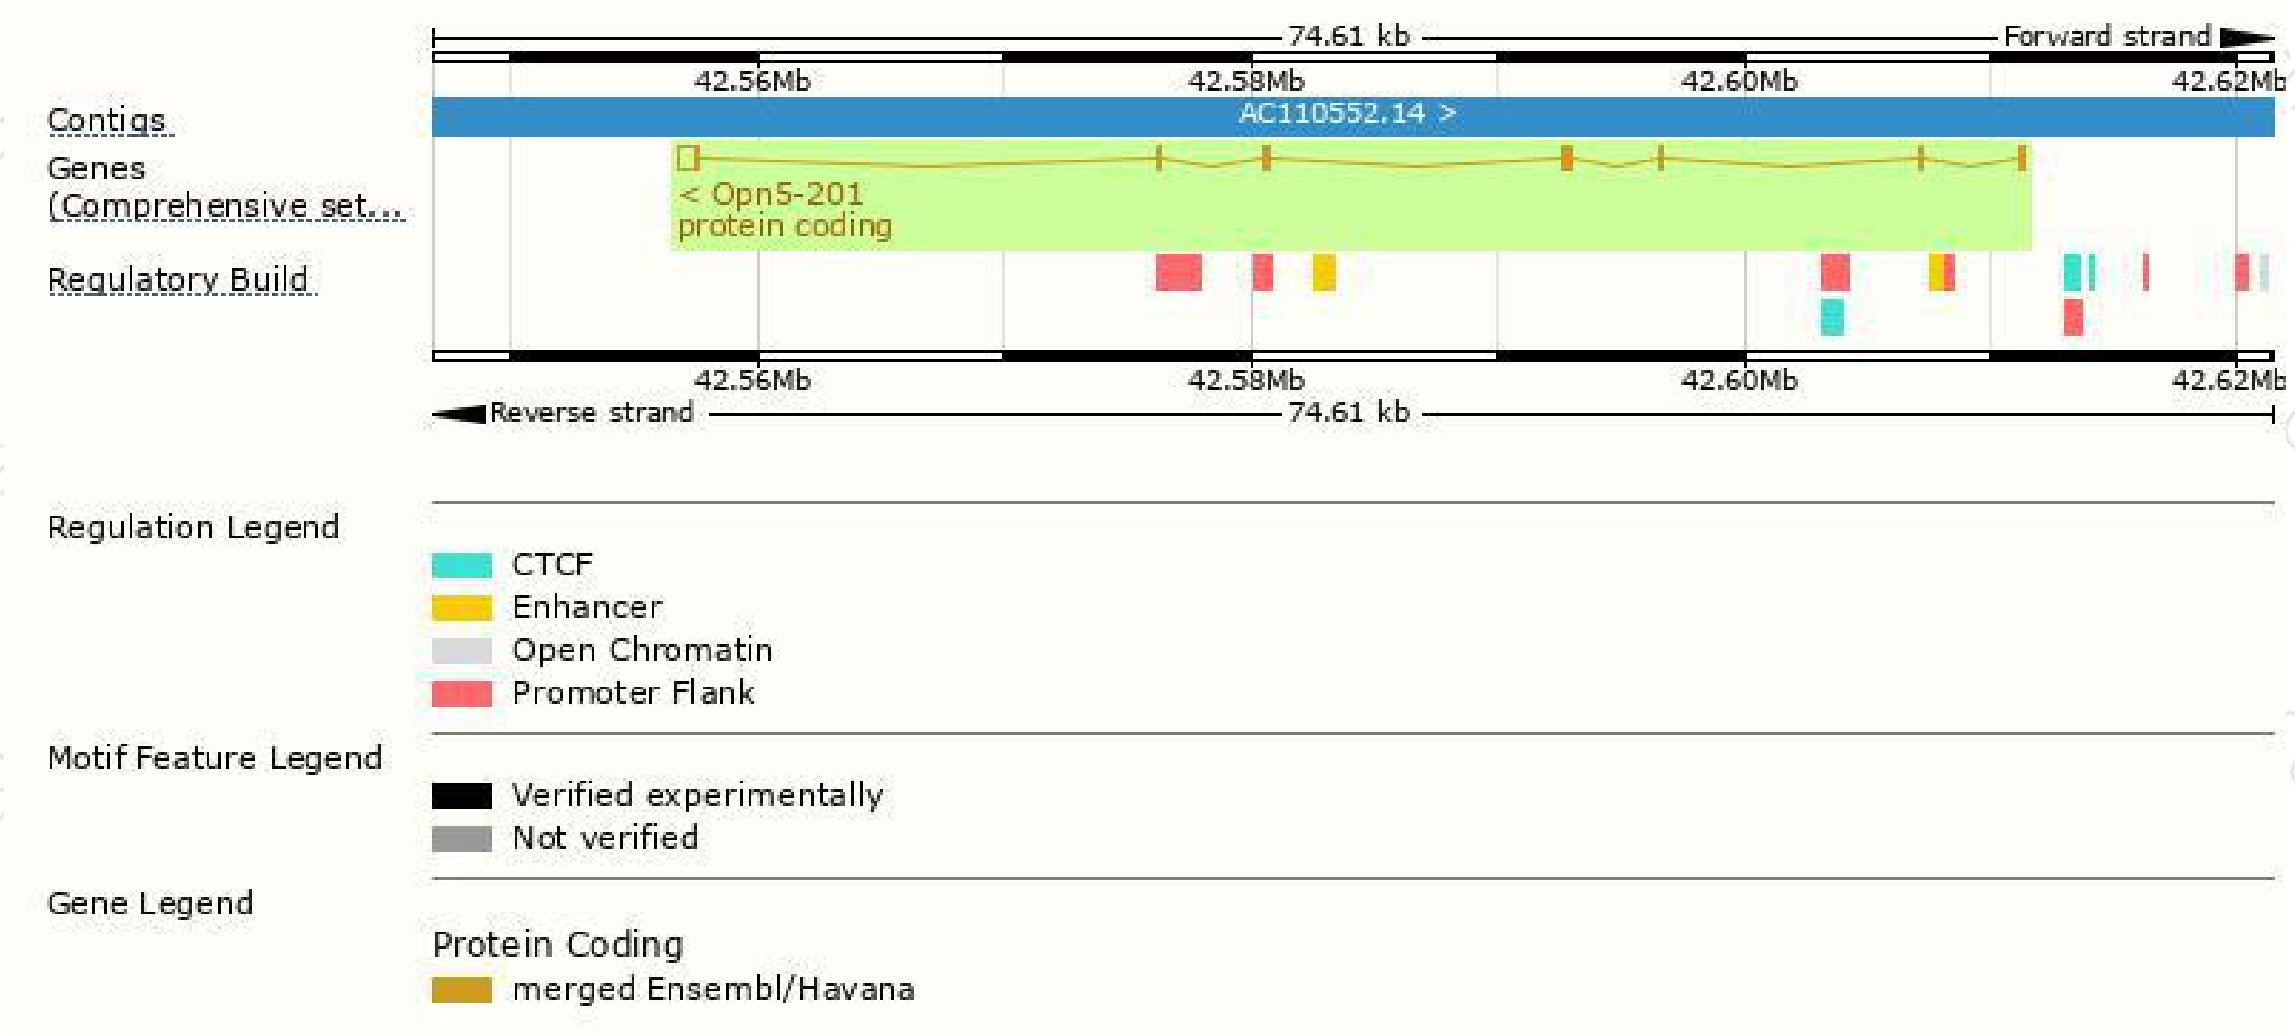 74.61 kb Forward strand
42.56Mb 42.58Mb 42.60Mb 42.62Mb
Contigs AC110552.14 >
Genes
(Comprehensive set...
< Opn5-201
protein coding
Regulatory Build
42.56Mb 42.58Mb 42.60Mb 42.62Mb
Reverse strand 74.61 kb
Regulation Legend
CTCF
Enhancer
Open Chromatin
Promoter Flank
Motif Feature Legend
Verified experimentally
Not verified
Gene Legend
Protein Coding
merged Ensembl/Havana